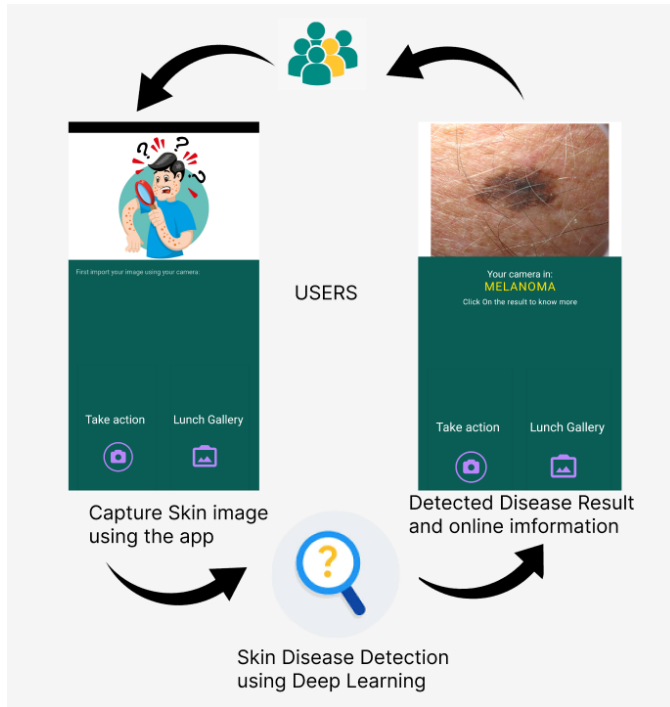 First import your image using your camera:
Take action
Lunch Gallery
Capture Skin image
using the app
USERS
Your camera in:
MELANOMA
Click On the result to know more
Take action
Lunch Gallery
Detected Disease Result
and online imformation
?
Skin Disease Detection
using Deep Learning